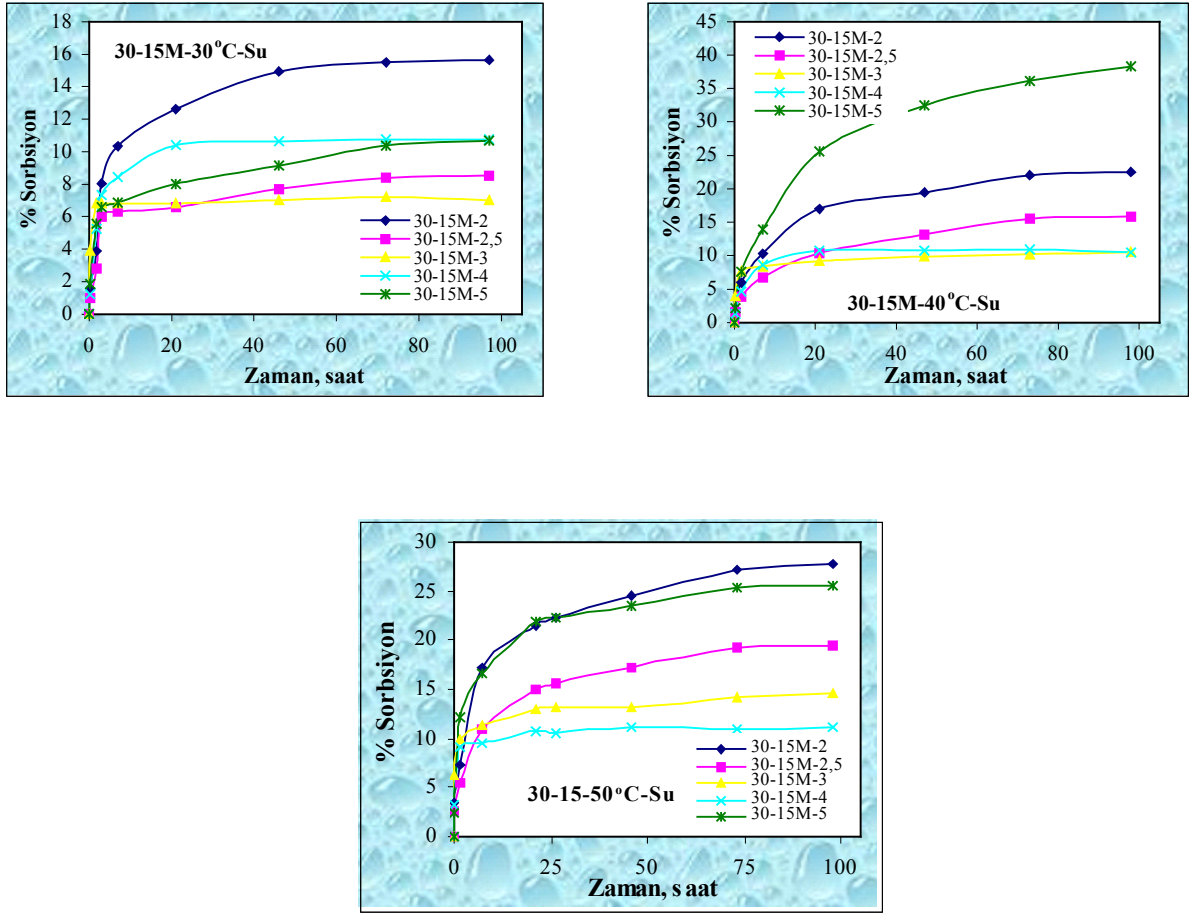 30-15M-30°C-Su
% Sorbsiyon
18
16
14
12
10
8
6
4
2
0
30-15M-2
30-15M-2,5
30-15M-3
30-15M-4
30-15M-5
0 20 40 60 80 100
Zaman, saat
% Sorbsiyon
45
40
35
30
25
20
15
10
5
0
30-15M-2
30-15M-2,5
30-15M-3
30-15M-4
30-15M-5
30-15M-40°C-Su
0 20 40 60 80 100
Zaman, saat
% Sorbsiyon
30
25
20
15
10
5
0
30-15M-2
30-15M-2,5
30-15M-3
30-15M-4
30-15M-5
30-15-50°C-Su
0 25 50 75 100
Zaman, saat